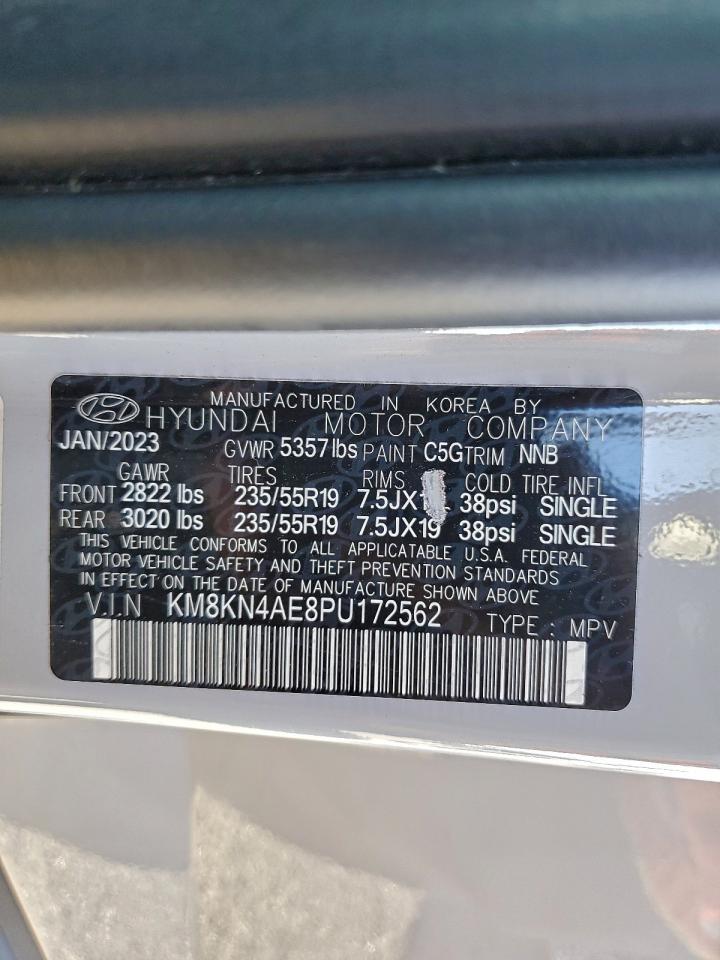 MANUFACTURED IN KOREA BY
HYUNDAI MOTOR COMPANY
JAN/2023 GVWR 5357 lbs PAINT C5G TRIM NNB
GAWR TIRES RIMS COLD TIRE INFL
FRONT 2822 lbs 235/55R19 38psi SINGLE
REAR 3020 lbs 235/55R19 7.5JX19 38psi SINGLE
THIS VEHICLE CONFORMS TO ALL APPLICATABLE U.S.A. FEDERAL
MOTOR VEHICLE SAFETY AND THEFT PREVENTION STANDARDS
IN EFFECT ON THE DATE OF MANUFACTURE SHOWN ABOVE
V.I.N KM8KN4AE8PU172562 TYPE : MPV